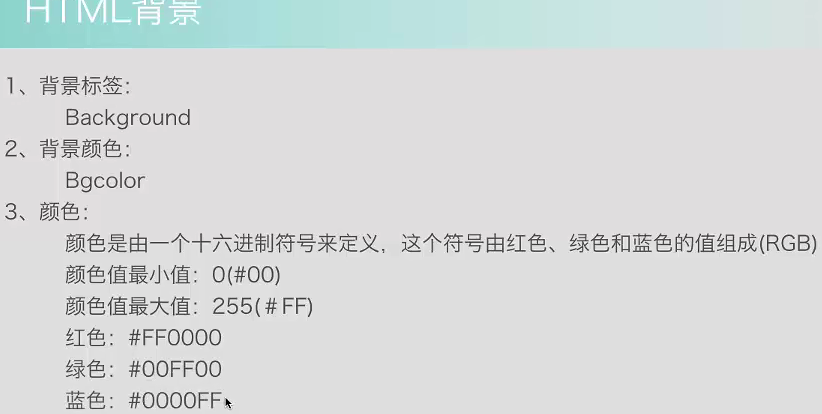 HTML背景
1、背景标签：
Background
2、背景颜色：
Bgcolor
3、颜色：
颜色是由一个十六进制符号来定义，这个符号由红色、绿色和蓝色的值组成(RGB)
颜色值最小值：0(#00)
颜色值最大值：255(#FF)
红色：#FF0000
绿色：#00FF00
蓝色：#0000FF